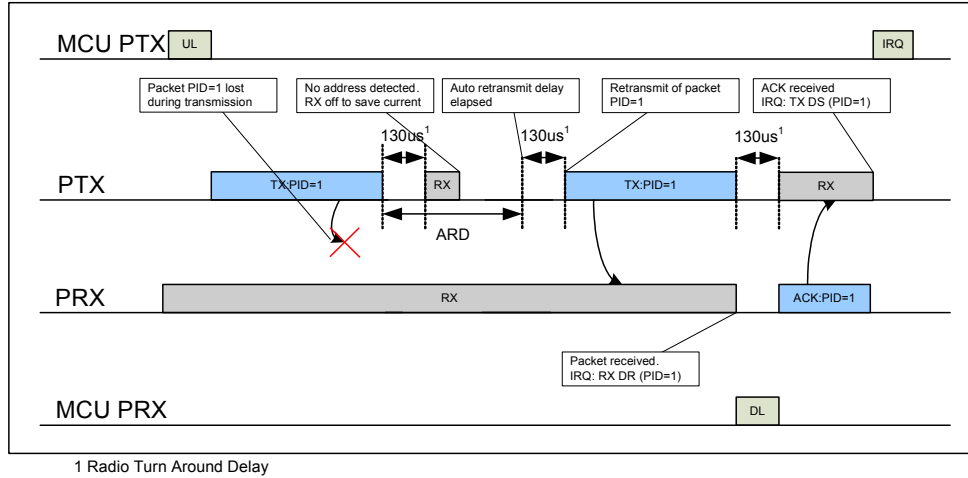 MCU PTX
UL
IRQ
Packet PID=1 lost
during transmission
No address detected.
RX off to save current
Auto retransmit delay
elapsed
Retransmit of packet
PID=1
ACK received
IRQ: TX DS (PID=1)
130us1
130us1
130us1
PTX
TX:PID=1
RX
TX:PID=1
RX
ARD
PRX
RX
ACK:PID=1
Packet received.
IRQ: RX DR (PID=1)
MCU PRX
DL
1 Radio Turn Around Delay